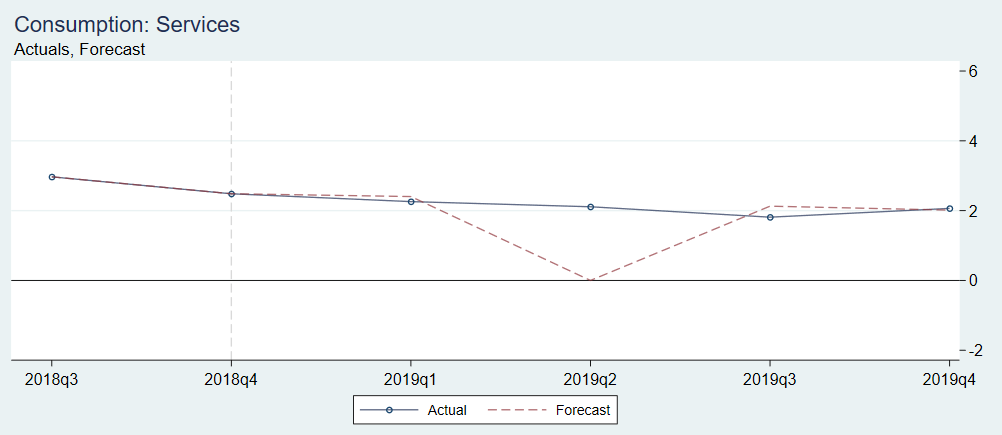 Consumption: Services
Actuals, Forecast
6
4
2
0
-2
2018q3 2018q4 2019q1 2019q2 2019q3 2019q4
Actual Forecast